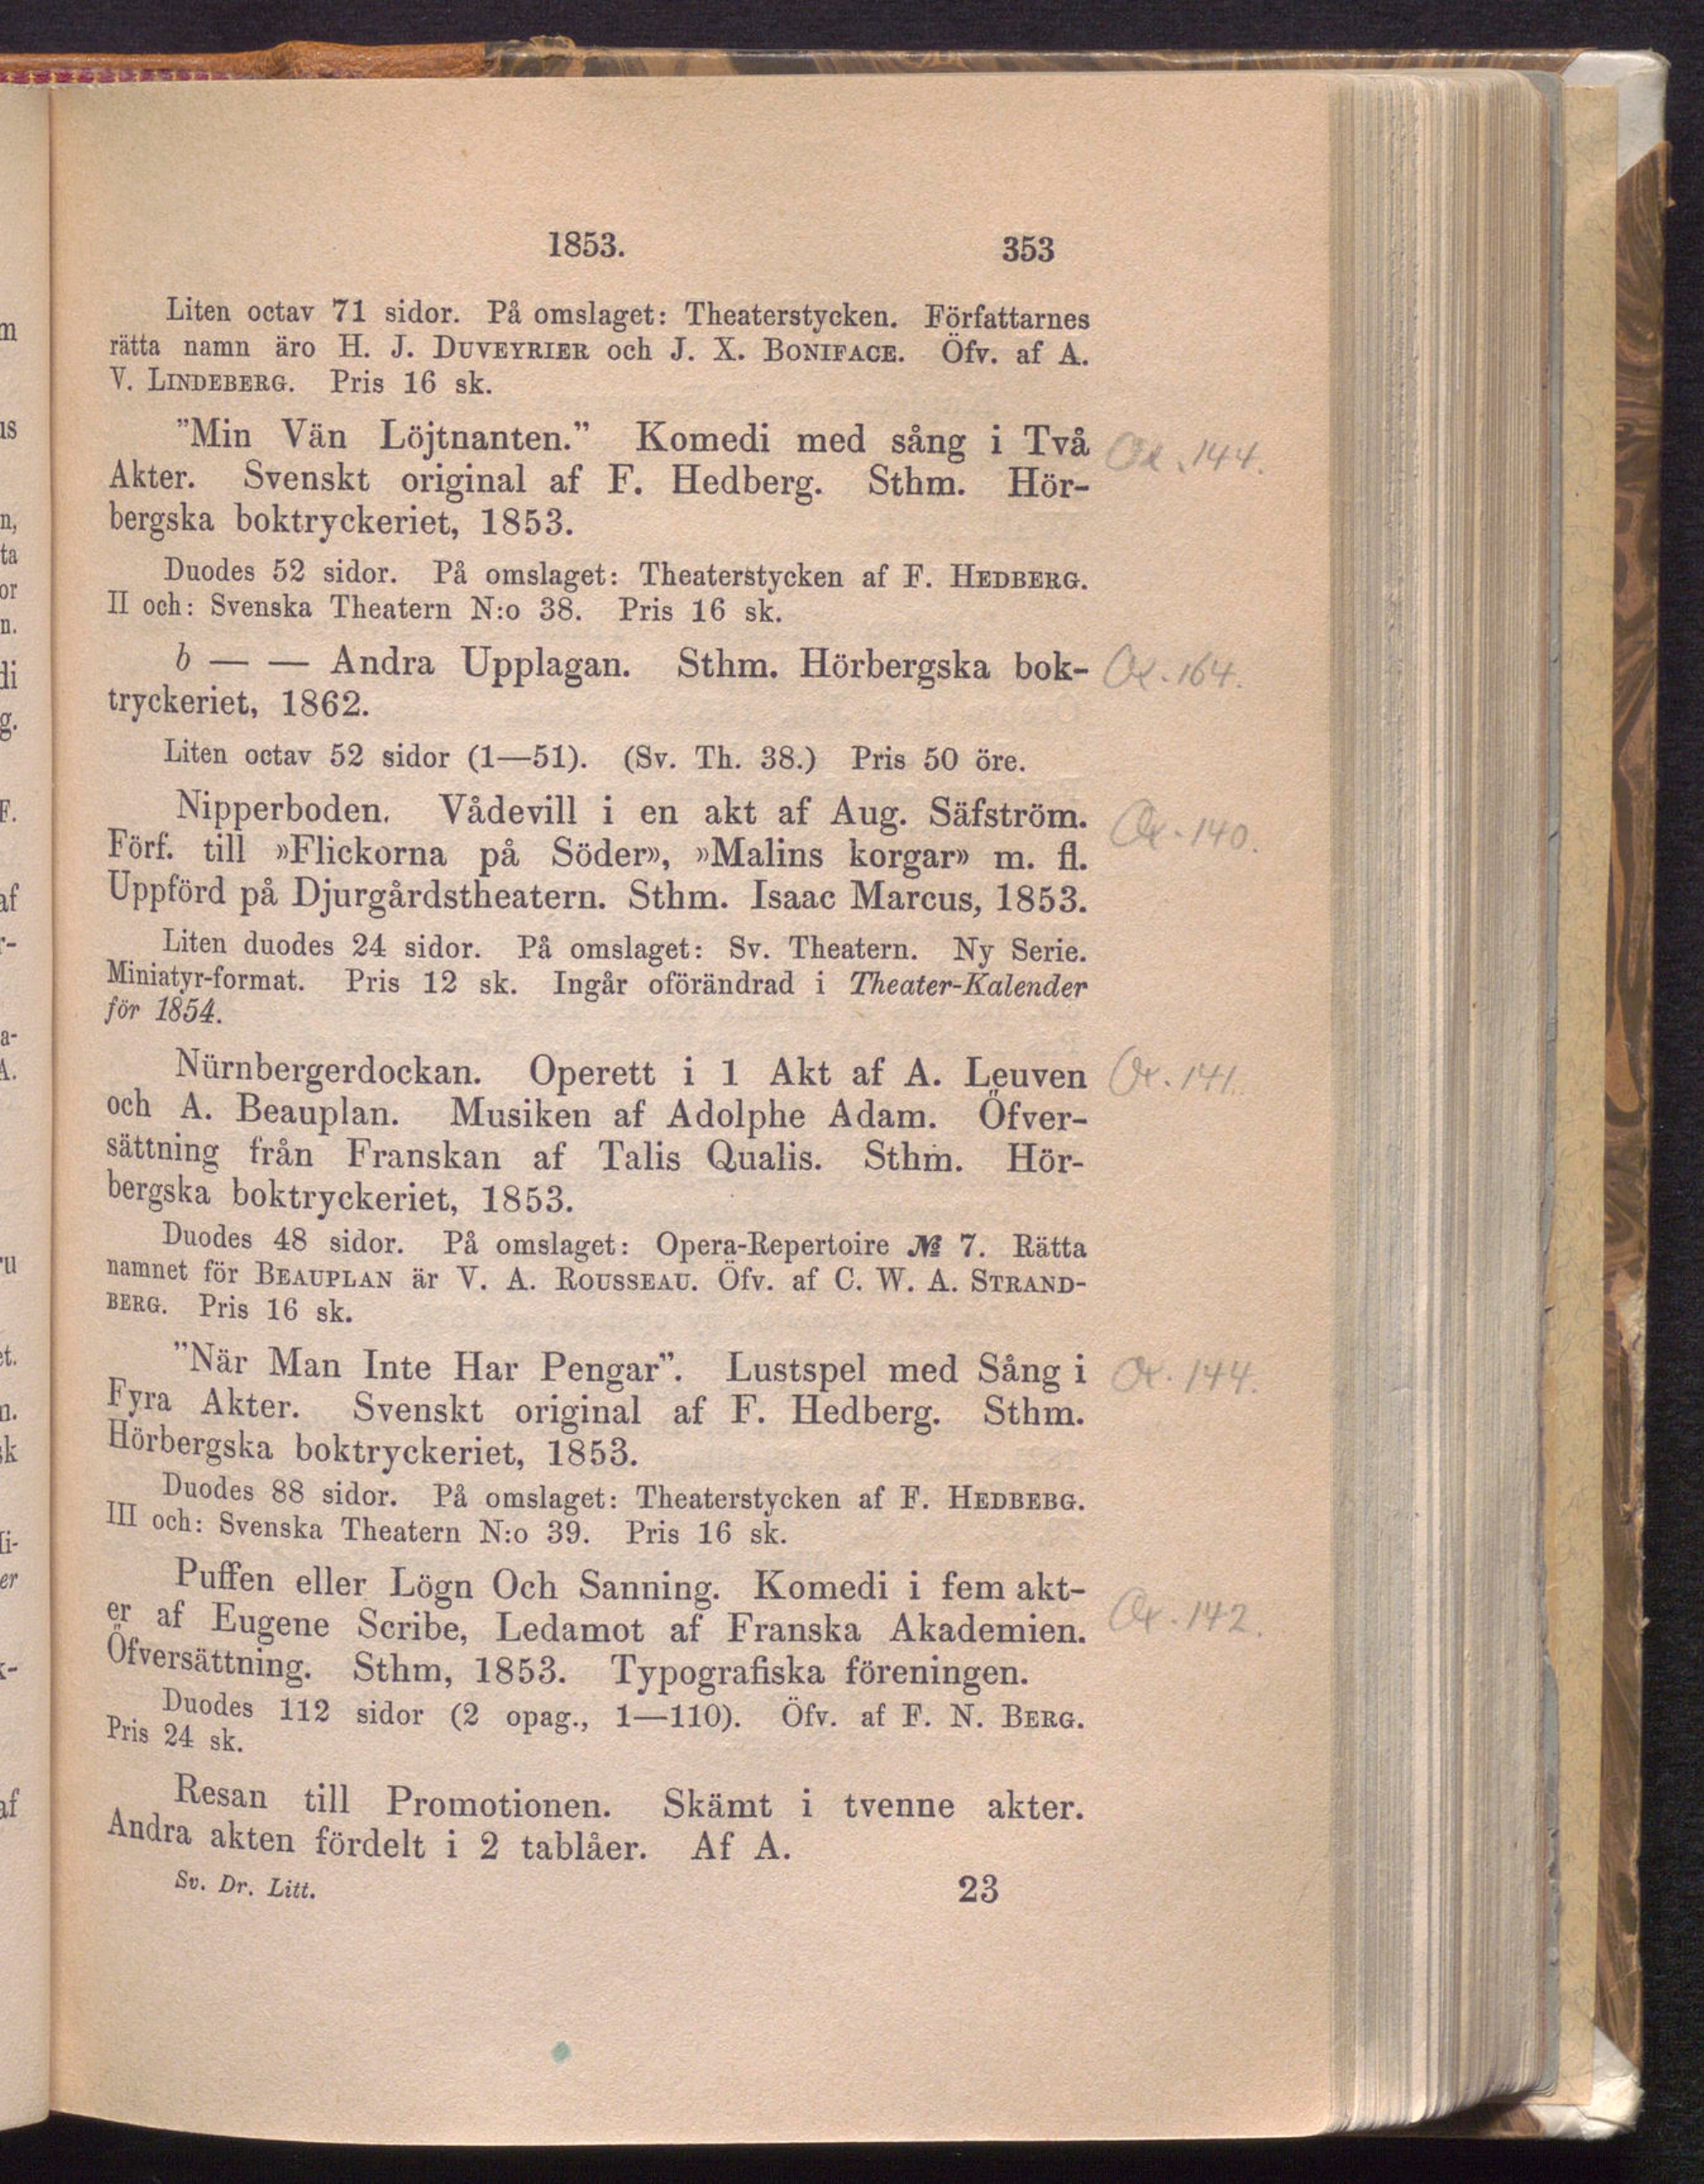 1853. 353
Liten octav 71 sidor. På omslaget: Theaterstycken. Författarnes
rätta namn äro H. J. DUVEYRIER och J. X. BONIFACE. Öfv. af A.
V. LINDEBERG. Pris 16 sk.
”Min Vän Löjtnanten.” Komedi med sång i Två
Akter. Svenskt original af F. Hedberg. Sthm. Hör-
bergska boktryckeriet, 1853.
144.
Duodes 52 sidor. På omslaget: Theaterstycken af F. HEDBERG.
II och: Svenska Theatern N:o 38. Pris 16 sk.
b — — Andra Upplagan. Sthm. Hörbergska bok-
tryckeriet, 1862.
164.
Liten octav 52 sidor (1—51). (Sv. Th. 38.) Pris 50 öre.
Nipperboden. Vådevill i en akt af Aug. Säfström.
Förf. till »Flickorna på Söder», »Malins korgar» m. fl.
Uppförd på Djurgårdstheatern. Sthm. Isaac Marcus, 1853.
140.
Liten duodes 24 sidor. På omslaget: Sv. Theatern. Ny Serie.
Miniatyr-format. Pris 12 sk. Ingår oförändrad i Theater-Kalender
för 1854.
Nürnbergerdockan. Operett i 1 Akt af A. Leuven
och A. Beauplan. Musiken af Adolphe Adam. Öfver-
sättning från Franskan af Talis Qualis. Sthm. Hör-
bergska boktryckeriet, 1853.
141.
Duodes 48 sidor. På omslaget: Opera-Repertoire № 7. Rätta
namnet för BEAUPLAN är V. A. ROUSSEAU. Öfv. af C. W. A. STRAND-
BERG. Pris 16 sk.
”När Man Inte Har Pengar”. Lustspel med Sång i
Fyra Akter. Svenskt original af F. Hedberg. Sthm.
Hörbergska boktryckeriet, 1853.
144.
Duodes 88 sidor. På omslaget: Theaterstycken af F. HEDBEBG.
III och: Svenska Theatern N:o 39. Pris 16 sk.
Puffen eller Lögn Och Sanning. Komedi i fem akt-
er af Eugene Scribe, Ledamot af Franska Akademien.
Öfversättning. Sthm, 1853. Typografiska föreningen.
142.
Duodes 112 sidor (2 opag., 1—110). Öfv. af F. N. BERG.
Pris 24 sk.
Resan till Promotionen. Skämt i tvenne akter.
Andra akten fördelt i 2 tablåer. Af A.
Sv. Dr. Litt. 23